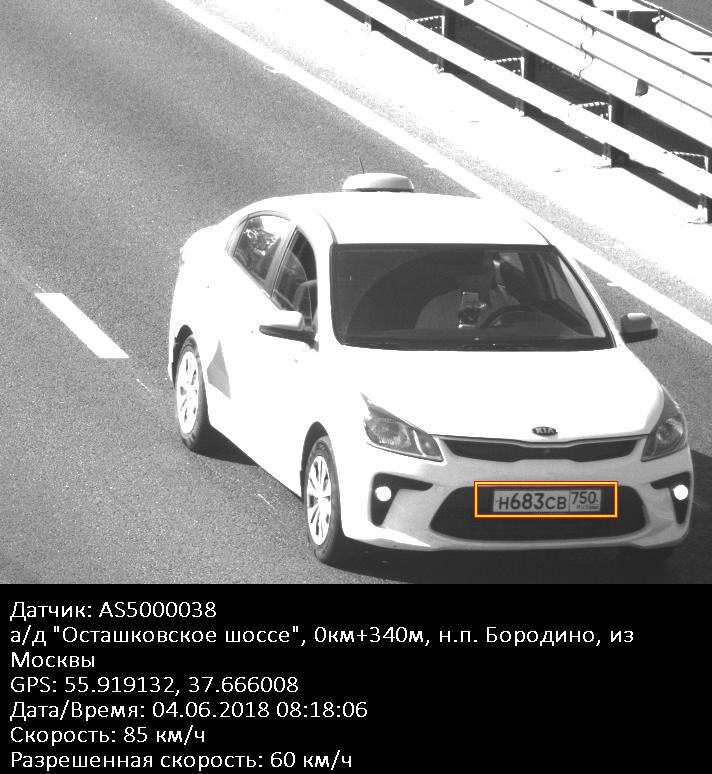 KIA
Н683СВ 750
Датчик: AS5000038
а/д "Осташковское шоссе", 0км+340м, н.п. Бородино, из
Москвы
GPS: 55.919132, 37.666008
Дата/Время: 04.06.2018 08:18:06
Скорость: 85 км/ч
Разрешенная скорость: 60 км/ч